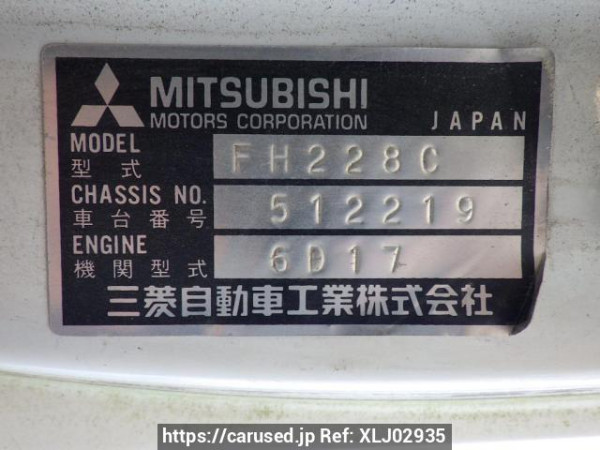 MITSUBISHI
MOTORS CORPORATION JAPAN
MODEL
型式 FH228C
CHASSIS NO.
車台番号 512219
ENGINE
機関型式 6D17
三菱自動車工業株式会社
https://carused.jp Ref: XLJ02935